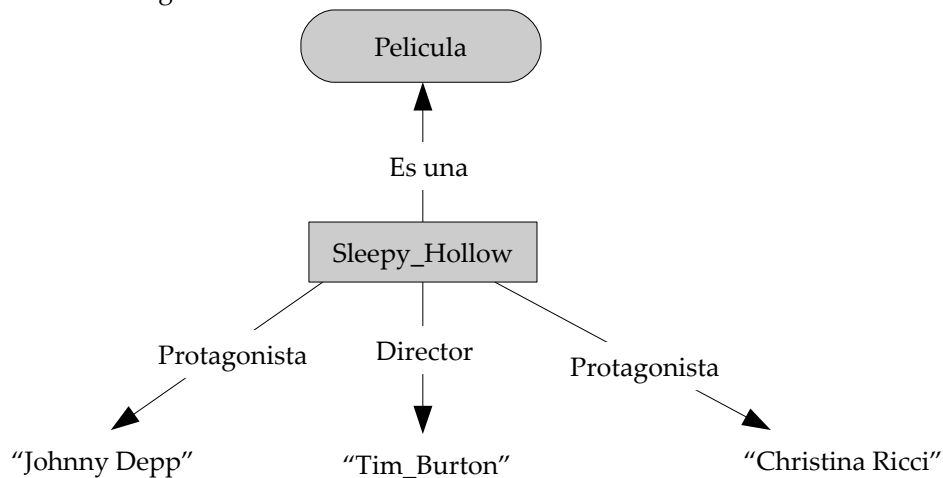 Pelicula
Es una
Sleepy_Hollow
Protagonista
Director
Protagonista
“Johnny Depp”
“Tim_Burton”
“Christina Ricci”